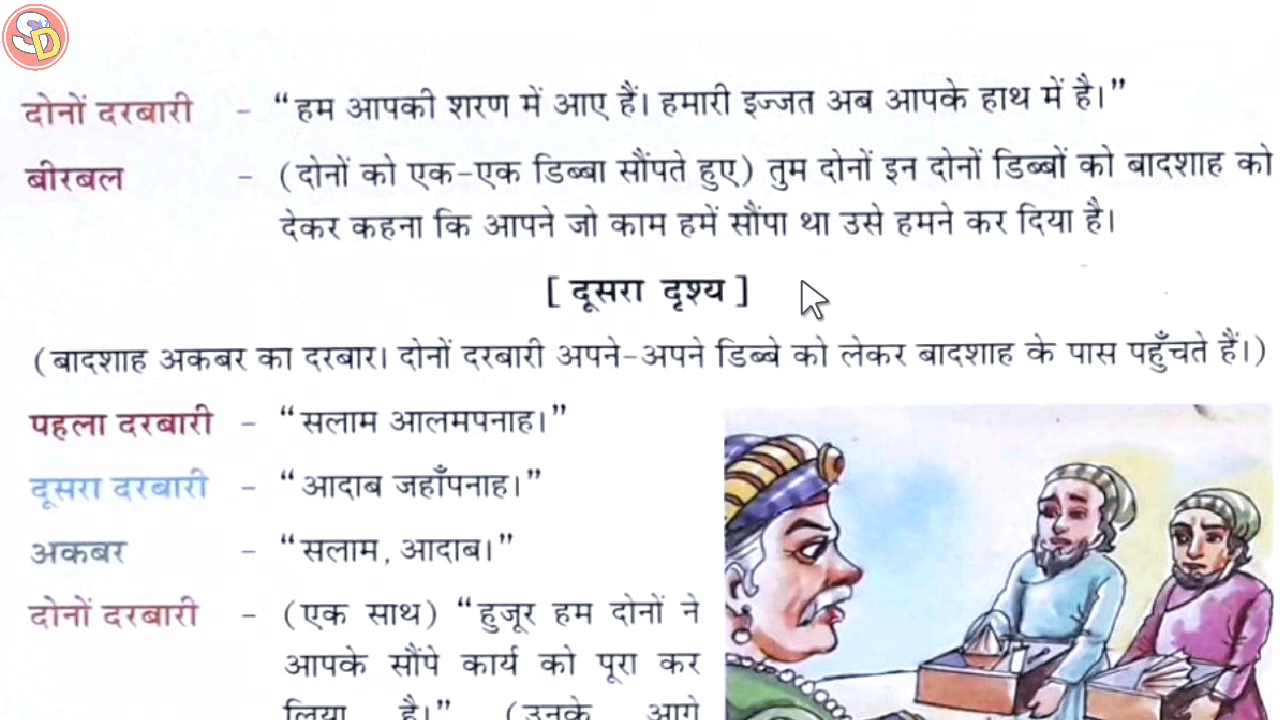 SD
दोनों दरबारी - “हम आपकी शरण में आए हैं। हमारी इज्जत अब आपके हाथ में है।”
बीरबल - (दोनों को एक-एक डिब्बा सौंपते हुए) तुम दोनों इन दोनों डिब्बों को बादशाह को
देकर कहना कि आपने जो काम हमें सौंपा था उसे हमने कर दिया है।
[ दूसरा दृश्य ]
(बादशाह अकबर का दरबार। दोनों दरबारी अपने-अपने डिब्बे को लेकर बादशाह के पास पहुँचते हैं।)
पहला दरबारी - “सलाम आलमपनाह।”
दूसरा दरबारी - “आदाब जहाँपनाह।”
अकबर - “सलाम, आदाब।”
दोनों दरबारी - (एक साथ) “हुजूर हम दोनों ने
आपके सौंपे कार्य को पूरा कर
लिया है।” (उनके आगे